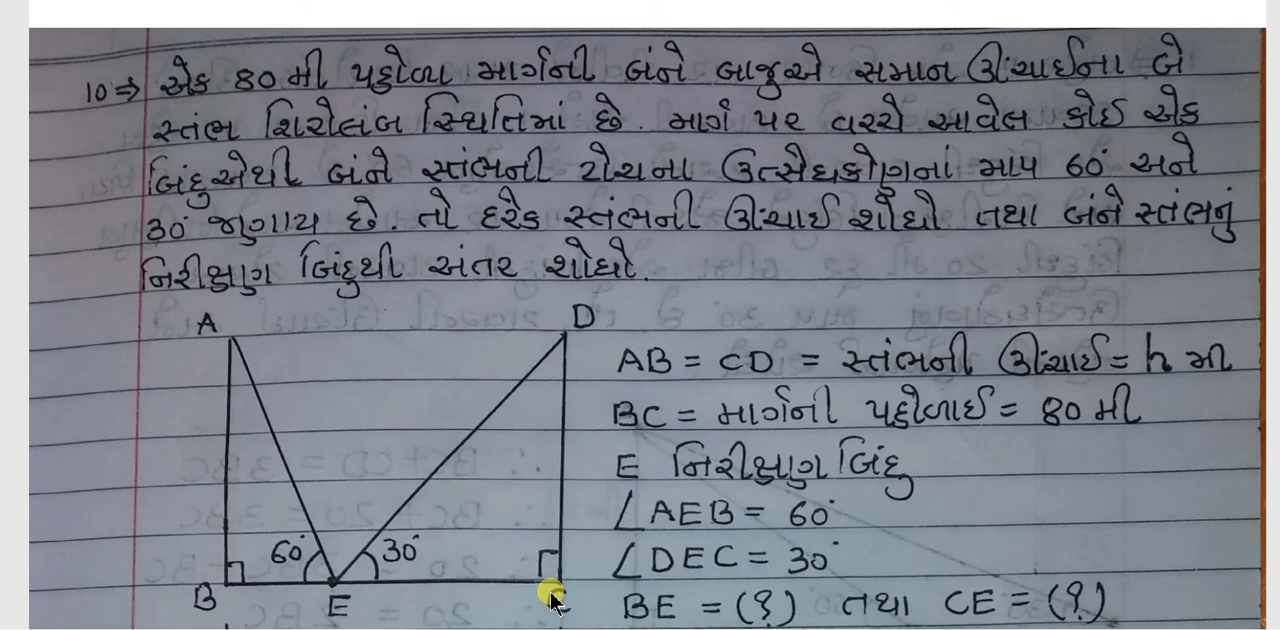 10⇒ એક 80 મી પહોળા માર્ગની બંને બાજુએ સમાન ઊંચાઈના બે
સ્તંભ શિરોલંબ સ્થિતિમાં છે. માર્ગ પર વચ્ચે આવેલ કોઈ એક
બિંદુએથી બંને સ્તંભની ટોચના ઉત્સેધકોણનાં માપ 60° અને
30° જણાય છે. તો દરેક સ્તંભની ઊંચાઈ શોધો તથા બંને સ્તંભનું
નિરીક્ષણ બિંદુથી અંતર શોધો.
A
D
AB = CD = સ્તંભની ઊંચાઈ = h મી
BC = માર્ગની પહોળાઈ = 80 મી
E નિરીક્ષણ બિંદુ
∠AEB = 60°
60°
30°
∠DEC = 30°
B
E
BE = (?) તથા CE = (?)